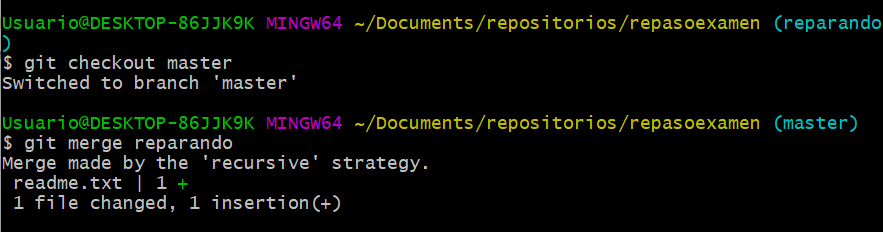 Usuario@DESKTOP-86JJK9K MINGW64 ~/Documents/repositorios/repasoexamen (reparando
)
$ git checkout master
Switched to branch 'master'
Usuario@DESKTOP-86JJK9K MINGW64 ~/Documents/repositorios/repasoexamen (master)
$ git merge reparando
Merge made by the 'recursive' strategy.
 readme.txt | 1 +
 1 file changed, 1 insertion(+)